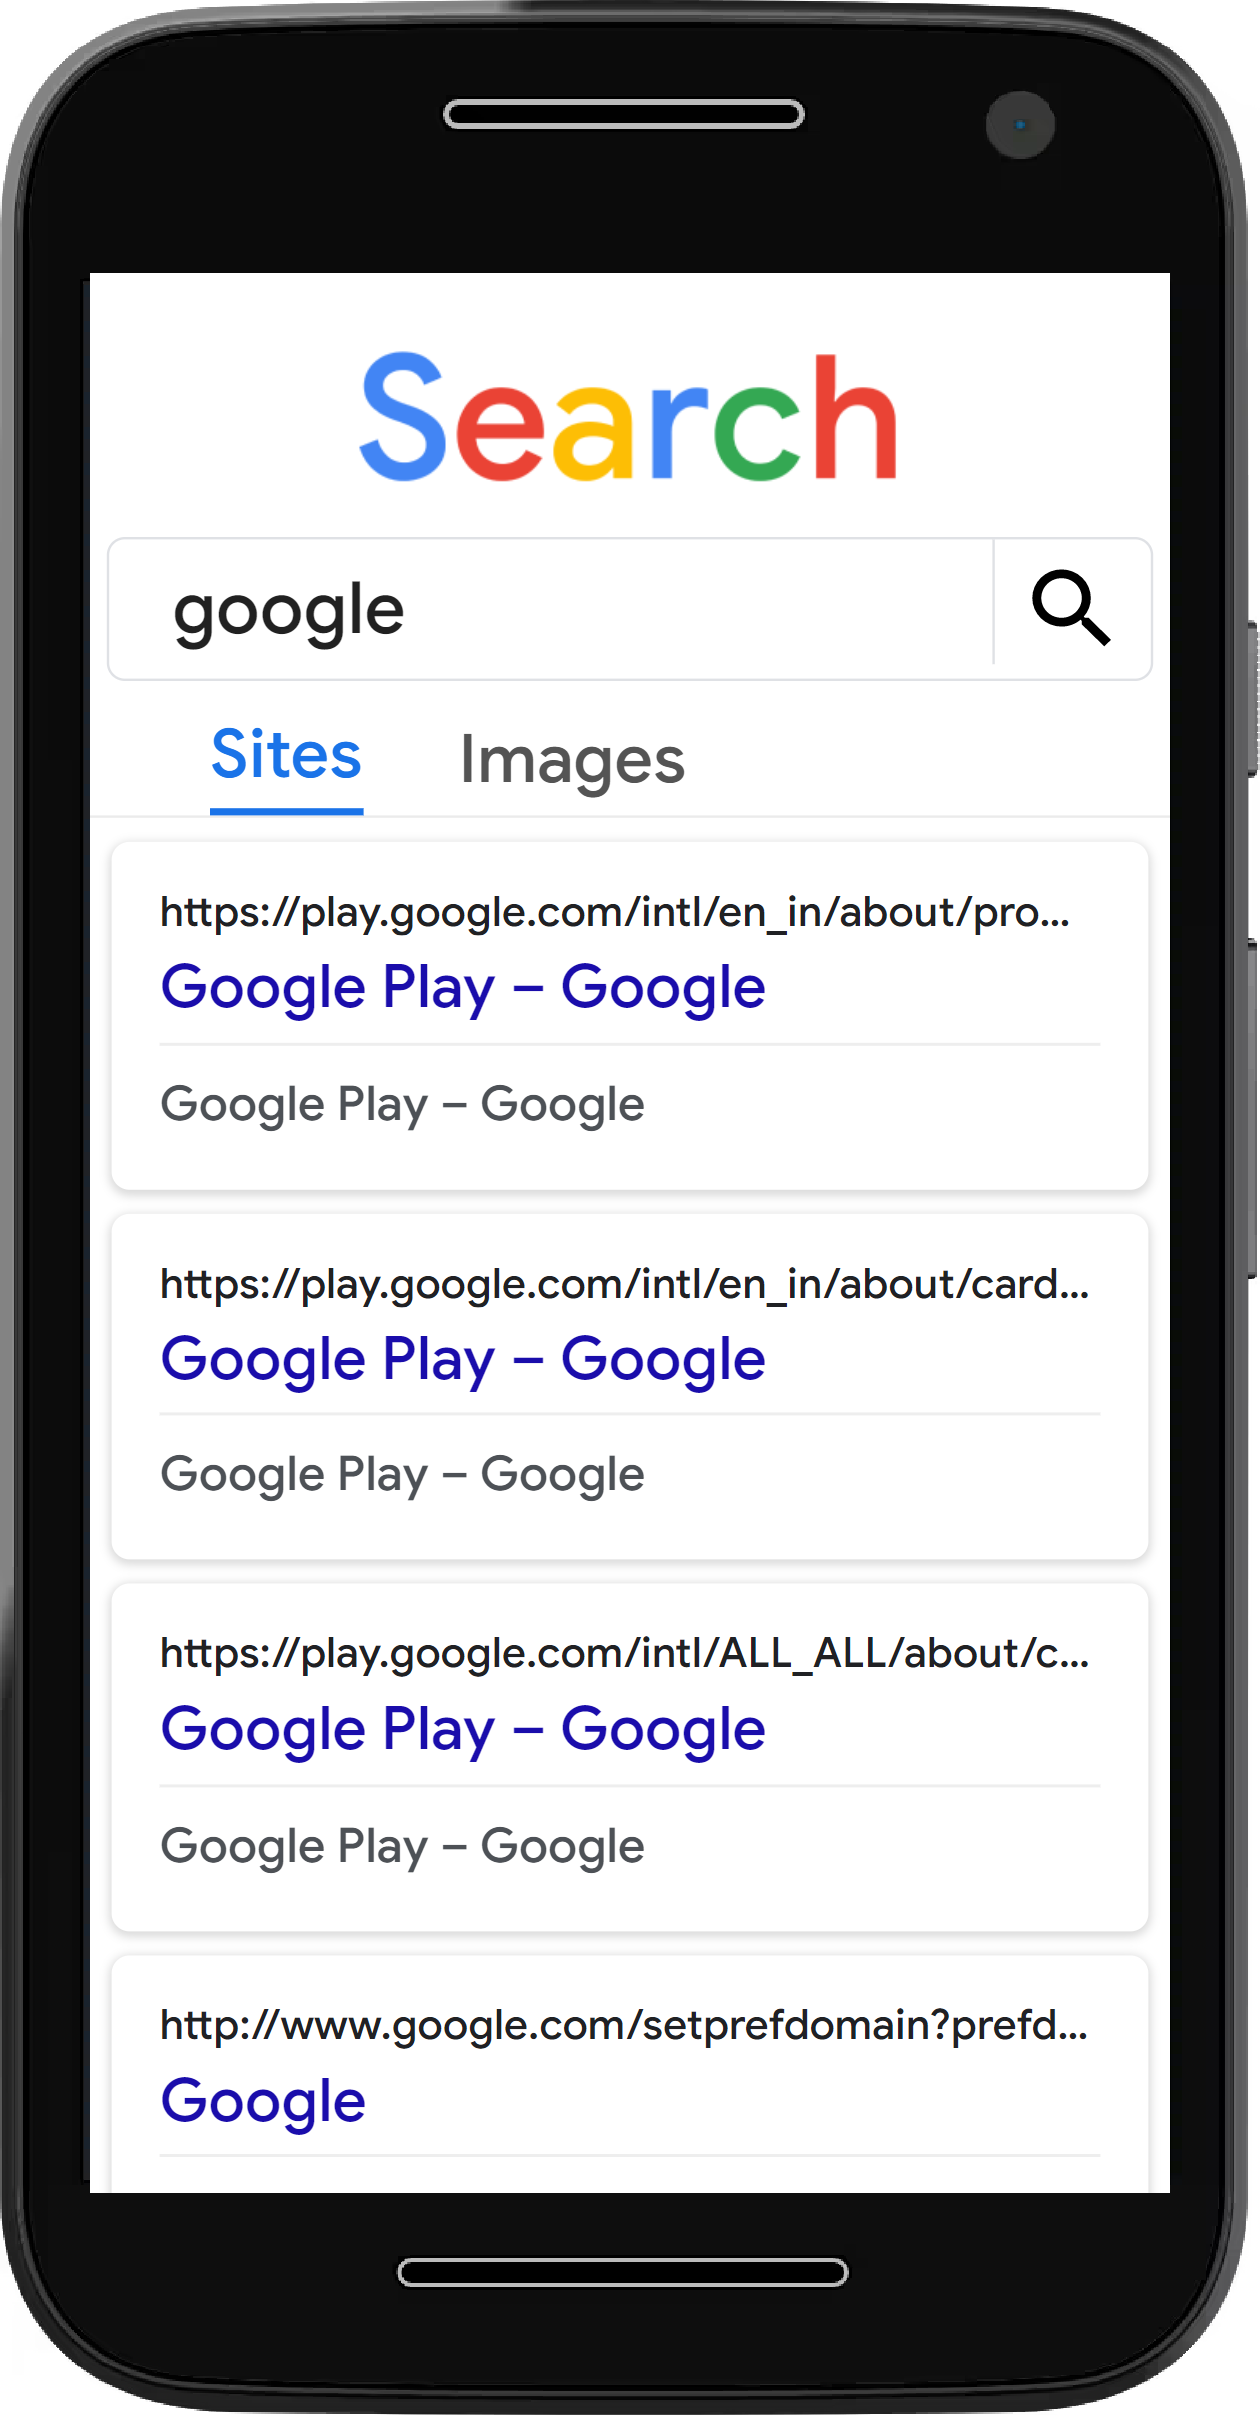 Search
google
Sites Images
https://play.google.com/intl/en_in/about/pro...
Google Play – Google
Google Play – Google
https://play.google.com/intl/en_in/about/card...
Google Play – Google
Google Play – Google
https://play.google.com/intl/ALL_ALL/about/c...
Google Play – Google
Google Play – Google
http://www.google.com/setprefdomain?prefd...
Google